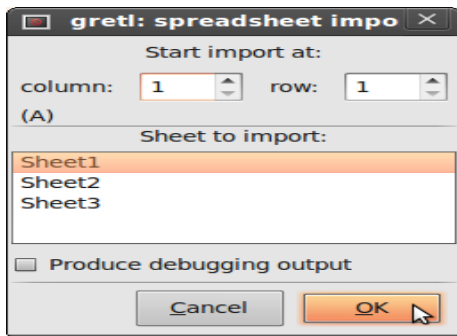 gretl: spreadsheet impo
Start import at:
column: 1 row: 1
(A)
Sheet to import:
Sheet1
Sheet2
Sheet3
Produce debugging output
Cancel OK